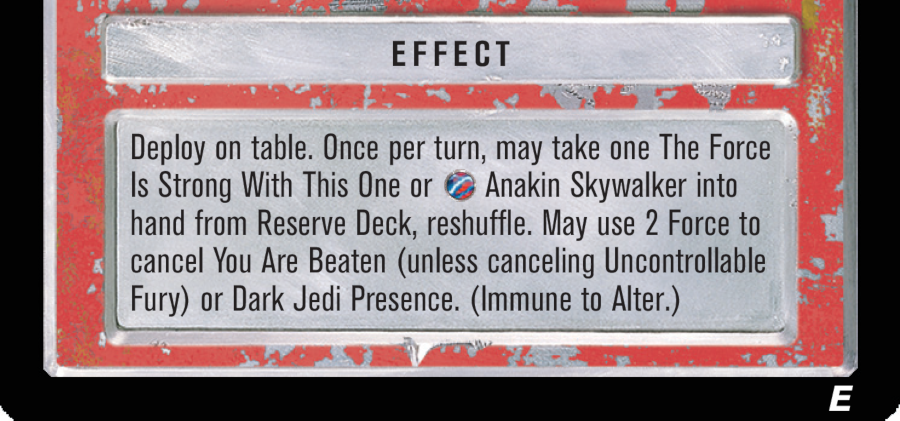 EFFECT
Deploy on table. Once per turn, may take one The Force
Is Strong With This One or Anakin Skywalker into
hand from Reserve Deck, reshuffle. May use 2 Force to
cancel You Are Beaten (unless canceling Uncontrollable
Fury) or Dark Jedi Presence. (Immune to Alter.)
E